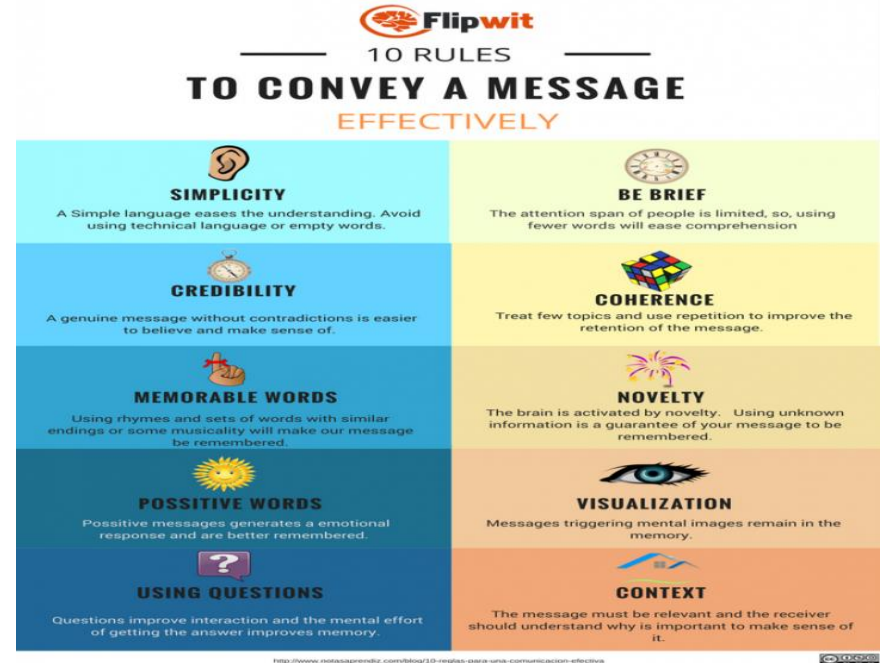 Flipwit
10 RULES
TO CONVEY A MESSAGE
EFFECTIVELY
SIMPLICITY
A Simple language eases the understanding. Avoid
using technical language or empty words.
BE BRIEF
The attention span of people is limited, so, using
fewer words will ease comprehension
CREDIBILITY
A genuine message without contradictions is easier
to believe and make sense of.
COHERENCE
Treat few topics and use repetition to improve the
retention of the message.
MEMORABLE WORDS
Using rhymes and sets of words with similar
endings or some musicality will make our message
be remembered.
NOVELTY
The brain is activated by novelty. Using unknown
information is a guarantee of your message to be
remembered.
POSSITIVE WORDS
Possitive messages generates a emotional
response and are better remembered.
VISUALIZATION
Messages triggering mental images remain in the
memory.
USING QUESTIONS
Questions improve interaction and the mental effort
of getting the answer improves memory.
CONTEXT
The message must be relevant and the receiver
should understand why is important to make sense of
it.
http://www.notasaprendiz.com/blog/10-reglas-para-una-comunicacion-efectiva